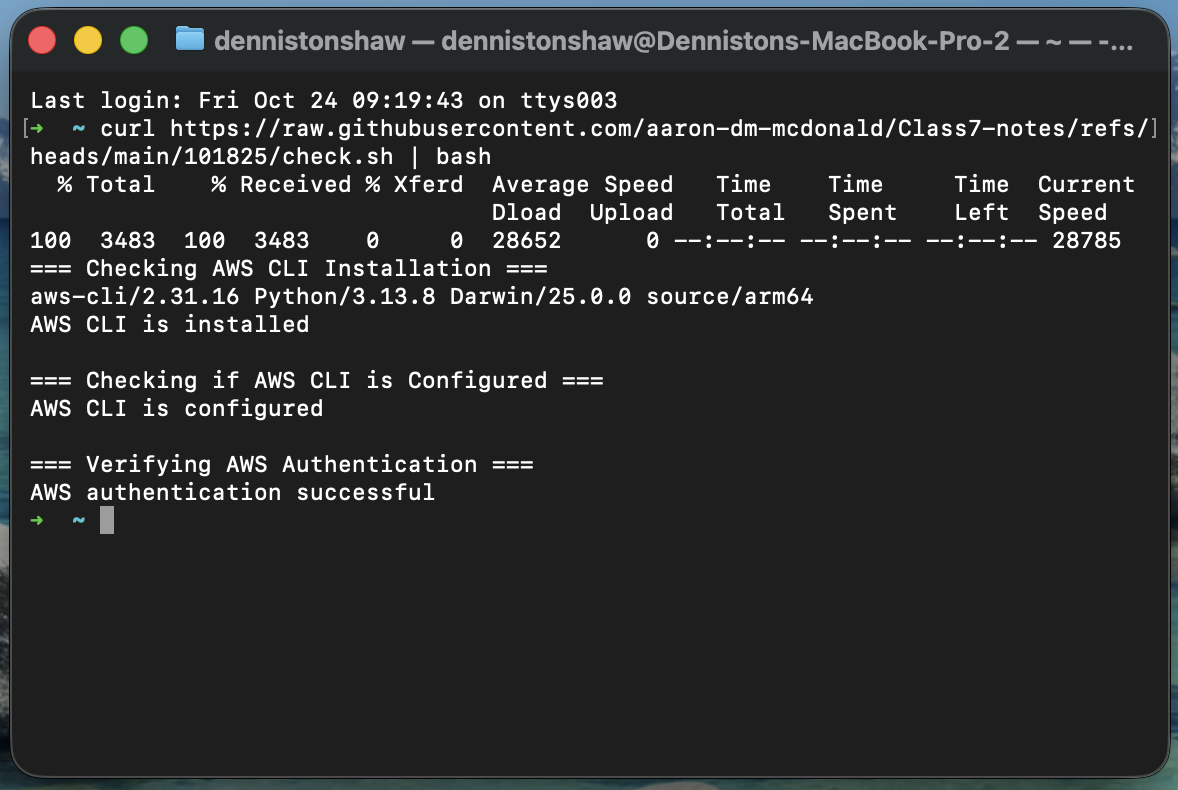 dennistonshaw — dennistonshaw@Dennistons-MacBook-Pro-2 — ~ — -...
Last login: Fri Oct 24 09:19:43 on ttys003
[➜  ~ curl https://raw.githubusercontent.com/aaron-dm-mcdonald/Class7-notes/refs/]
heads/main/101825/check.sh | bash
  % Total    % Received % Xferd  Average Speed   Time    Time     Time  Current
                                 Dload  Upload   Total   Spent    Left  Speed
100  3483  100  3483    0     0  28652      0 --:--:-- --:--:-- --:--:-- 28785
=== Checking AWS CLI Installation ===
aws-cli/2.31.16 Python/3.13.8 Darwin/25.0.0 source/arm64
AWS CLI is installed

=== Checking if AWS CLI is Configured ===
AWS CLI is configured

=== Verifying AWS Authentication ===
AWS authentication successful
➜  ~